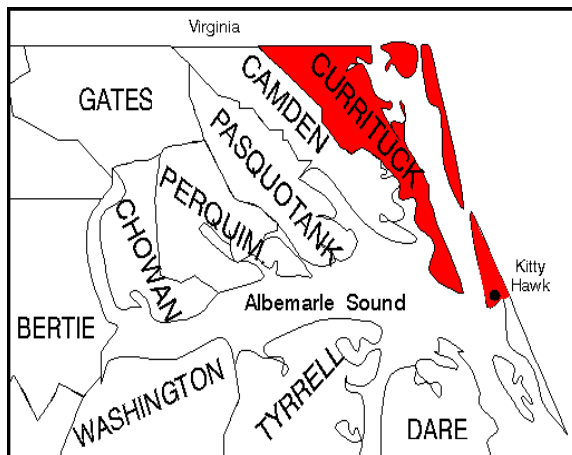 Virginia
GATES
CAMDEN
CURRITUCK
PASQUOTANK
PERQUIM
CHOWAN
Kitty
Hawk
Albemarle Sound
BERTIE
WASHINGTON
TYRRELL
DARE